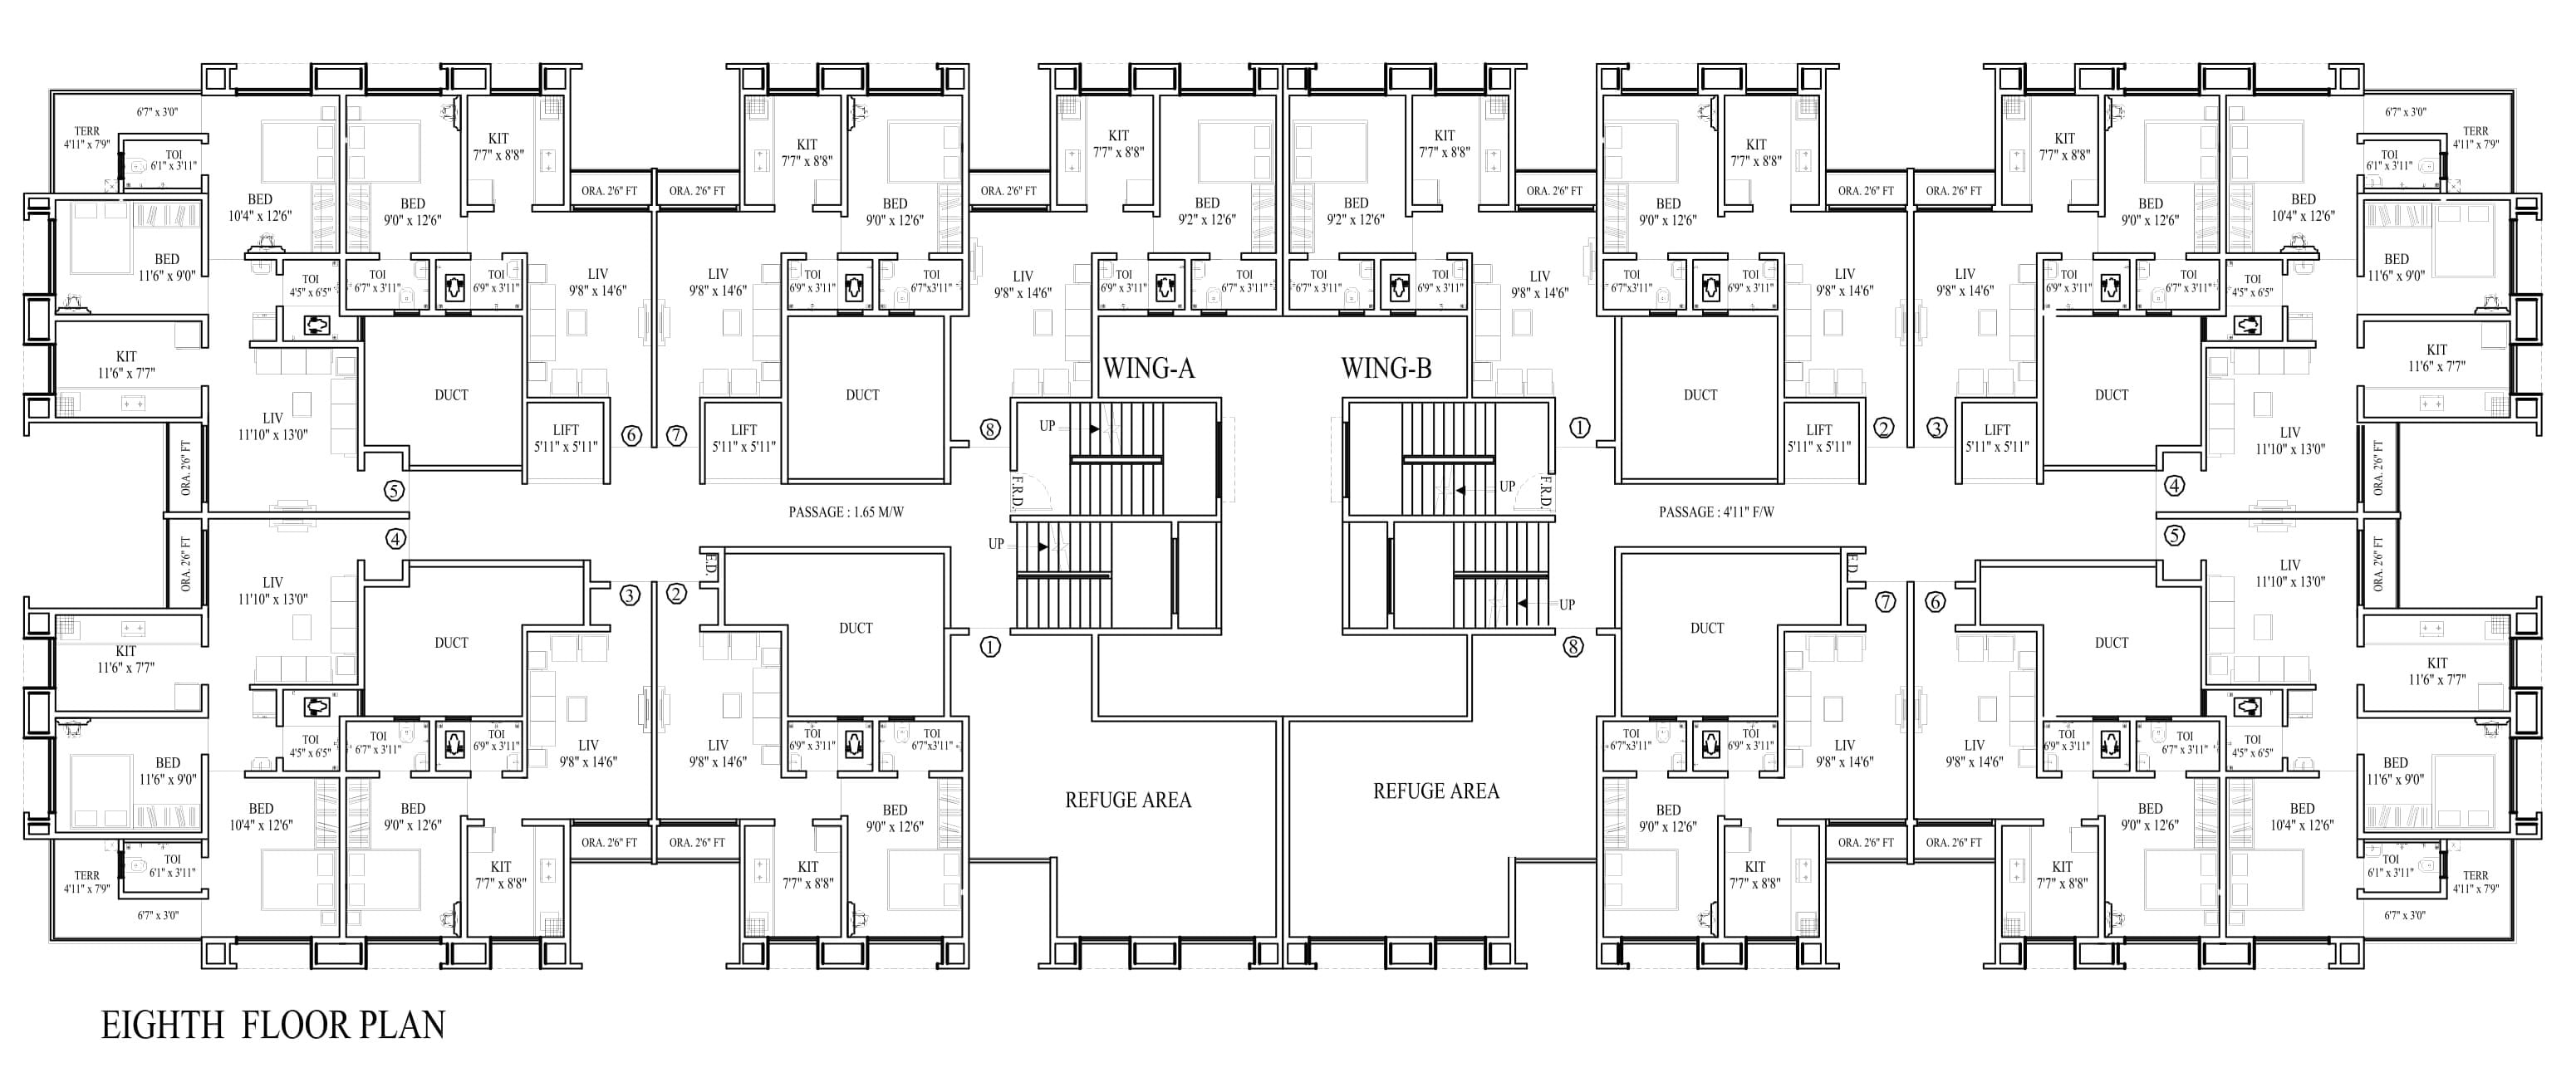 6'7" x 3'0"
TERR
4'11" x 7'9"
TOI
6'1" x 3'11"
BED
10'4" x 12'6"
BED
9'0" x 12'6"
KIT
7'7" x 8'8"
ORA. 2'6" FT
ORA. 2'6" FT
KIT
7'7" x 8'8"
BED
9'0" x 12'6"
ORA. 2'6" FT
KIT
7'7" x 8'8"
BED
9'2" x 12'6"
BED
9'2" x 12'6"
KIT
7'7" x 8'8"
ORA. 2'6" FT
BED
9'0" x 12'6"
KIT
7'7" x 8'8"
ORA. 2'6" FT
ORA. 2'6" FT
KIT
7'7" x 8'8"
BED
9'0" x 12'6"
BED
10'4" x 12'6"
6'7" x 3'0"
TERR
4'11" x 7'9"
TOI
6'1" x 3'11"
BED
11'6" x 9'0"
TOI
4'5" x 6'5"
TOI
6'7" x 3'11"
TOI
6'9" x 3'11"
LIV
9'8" x 14'6"
LIV
9'8" x 14'6"
TOI
6'9" x 3'11"
TOI
6'7"x3'11"
LIV
9'8" x 14'6"
TOI
6'9" x 3'11"
TOI
6'7" x 3'11"
TOI
6'7" x 3'11"
TOI
6'9" x 3'11"
LIV
9'8" x 14'6"
TOI
6'7"x3'11"
TOI
6'9" x 3'11"
LIV
9'8" x 14'6"
LIV
9'8" x 14'6"
TOI
6'9" x 3'11"
TOI
6'7" x 3'11"
TOI
4'5" x 6'5"
BED
11'6" x 9'0"
KIT
11'6" x 7'7"
LIV
11'10" x 13'0"
DUCT
LIFT
5'11" x 5'11"
6
7
LIFT
5'11" x 5'11"
DUCT
8
WING-A
UP
F.R.D.
WING-B
UP
F.R.D.
1
DUCT
LIFT
5'11" x 5'11"
2
3
LIFT
5'11" x 5'11"
DUCT
LIV
11'10" x 13'0"
KIT
11'6" x 7'7"
ORA. 2'6" FT
5
PASSAGE : 1.65 M/W
PASSAGE : 4'11" F/W
4
ORA. 2'6" FT
ORA. 2'6" FT
4
UP
UP
5
ORA. 2'6" FT
LIV
11'10" x 13'0"
DUCT
3
2
E.D.
DUCT
1
8
DUCT
E.D.
7
6
DUCT
LIV
11'10" x 13'0"
KIT
11'6" x 7'7"
KIT
11'6" x 7'7"
BED
11'6" x 9'0"
TOI
4'5" x 6'5"
TOI
6'7" x 3'11"
TOI
6'9" x 3'11"
LIV
9'8" x 14'6"
LIV
9'8" x 14'6"
TOI
6'9" x 3'11"
TOI
6'7"x3'11"
REFUGE AREA
REFUGE AREA
TOI
6'7"x3'11"
TOI
6'9" x 3'11"
LIV
9'8" x 14'6"
LIV
9'8" x 14'6"
TOI
6'9" x 3'11"
TOI
6'7" x 3'11"
TOI
4'5" x 6'5"
BED
11'6" x 9'0"
BED
10'4" x 12'6"
BED
9'0" x 12'6"
ORA. 2'6" FT
ORA. 2'6" FT
BED
9'0" x 12'6"
BED
9'0" x 12'6"
ORA. 2'6" FT
ORA. 2'6" FT
BED
9'0" x 12'6"
BED
10'4" x 12'6"
TERR
4'11" x 7'9"
TOI
6'1" x 3'11"
KIT
7'7" x 8'8"
KIT
7'7" x 8'8"
KIT
7'7" x 8'8"
KIT
7'7" x 8'8"
TOI
6'1" x 3'11"
TERR
4'11" x 7'9"
6'7" x 3'0"
6'7" x 3'0"
EIGHTH FLOOR PLAN